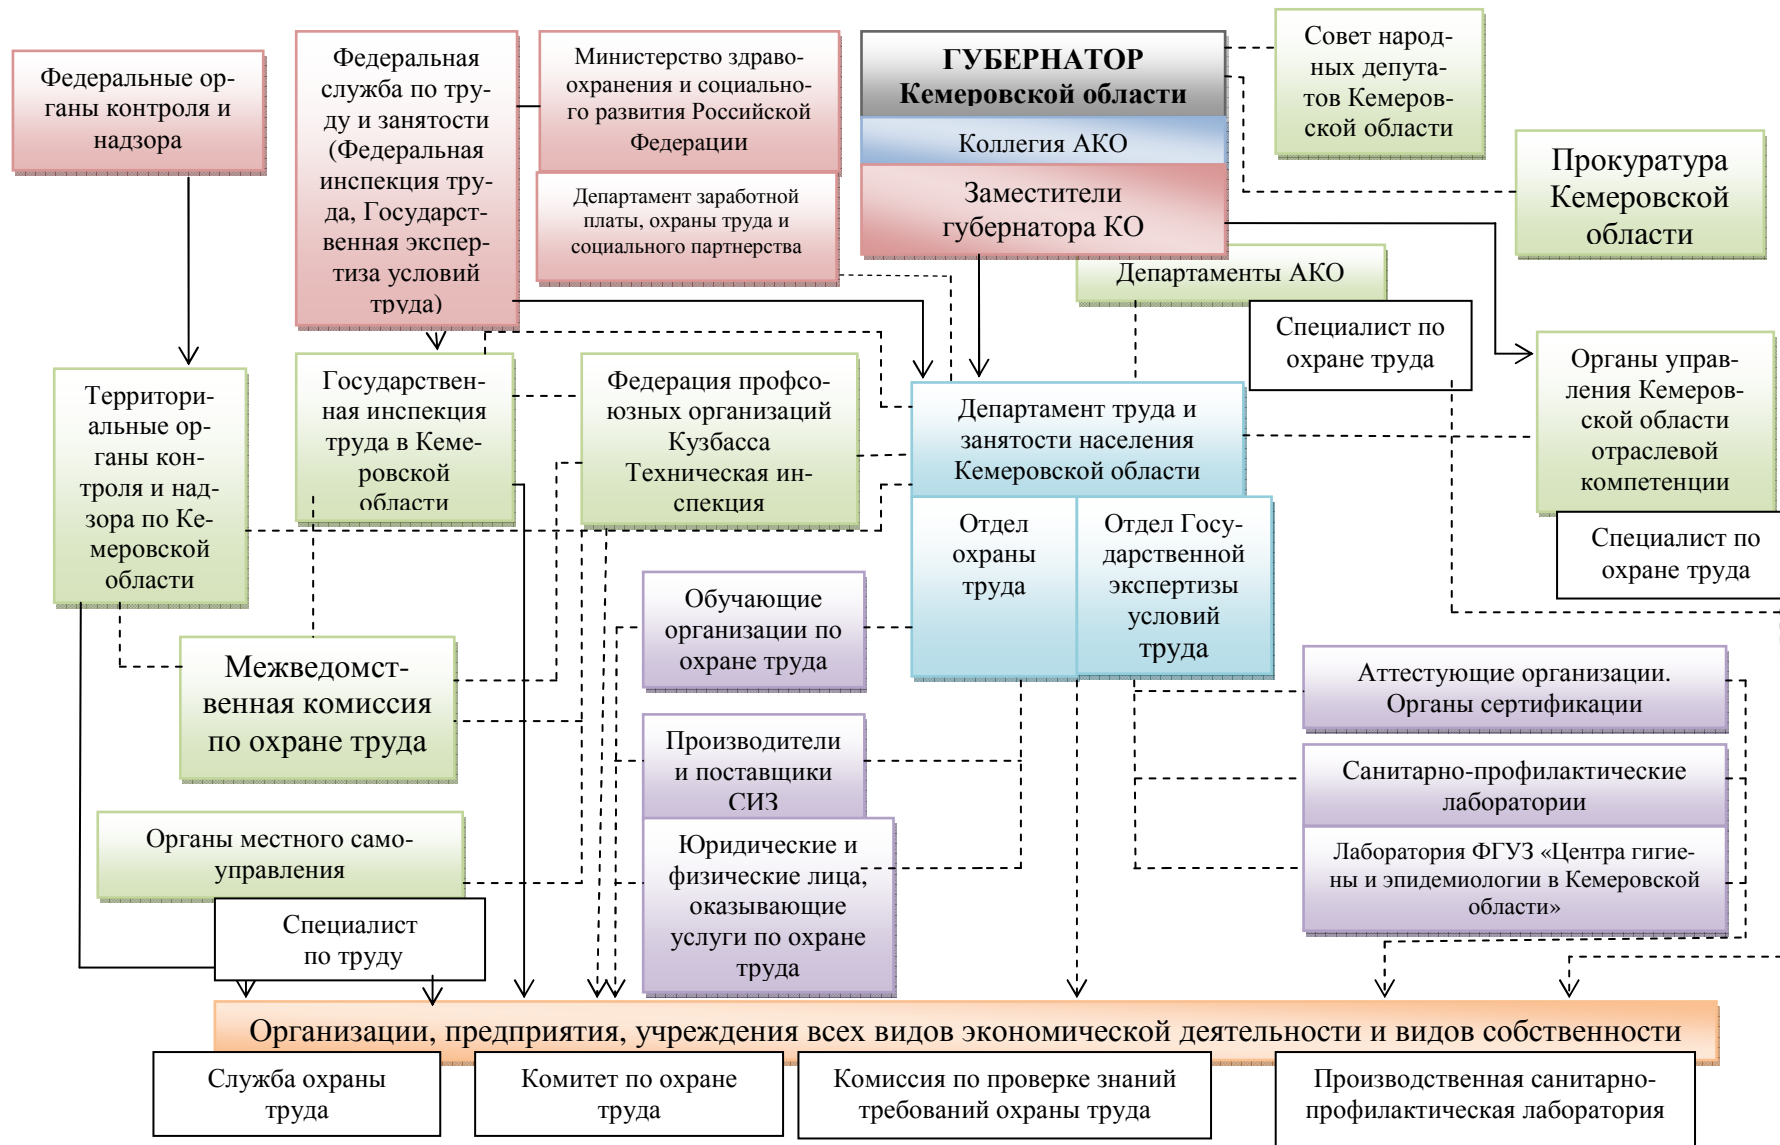 Федеральные ор-
ганы контроля и
надзора
Федеральная
служба по тру-
ду и занятости
(Федеральная
инспекция тру-
да, Государст-
венная экспер-
тиза условий
труда)
Министерство здраво-
охранения и социально-
го развития Российской
Федерации
Департамент заработной
платы, охраны труда и
социального партнерства
ГУБЕРНАТОР
Кемеровской области
Коллегия АКО
Заместители
губернатора КО
Совет народ-
ных депута-
тов Кемеров-
ской области
Прокуратура
Кемеровской
области
Департаменты АКО
Специалист по
охране труда
Органы управ-
ления Кемеров-
ской области
отраслевой
компетенции
Специалист по
охране труда
Территори-
альные ор-
ганы кон-
троля и над-
зора по Ке-
меровской
области
Государствен-
ная инспекция
труда в Кеме-
ровской
области
Федерация профсо-
юзных организаций
Кузбасса
Техническая ин-
спекция
Департамент труда и
занятости населения
Кемеровской области
Отдел
охраны
труда
Отдел Госу-
дарственной
экспертизы
условий
труда
Межведомст-
венная комиссия
по охране труда
Обучающие
организации по
охране труда
Производители
и поставщики
СИЗ
Юридические и
физические лица,
оказывающие
услуги по охране
труда
Аттестующие организации.
Органы сертификации
Санитарно-профилактические
лаборатории
Лаборатория ФГУЗ «Центра гигие-
ны и эпидемиологии в Кемеровской
области»
Органы местного само-
управления
Специалист
по труду
Организации, предприятия, учреждения всех видов экономической деятельности и видов собственности
Служба охраны
труда
Комитет по охране
труда
Комиссия по проверке знаний
требований охраны труда
Производственная санитарно-
профилактическая лаборатория